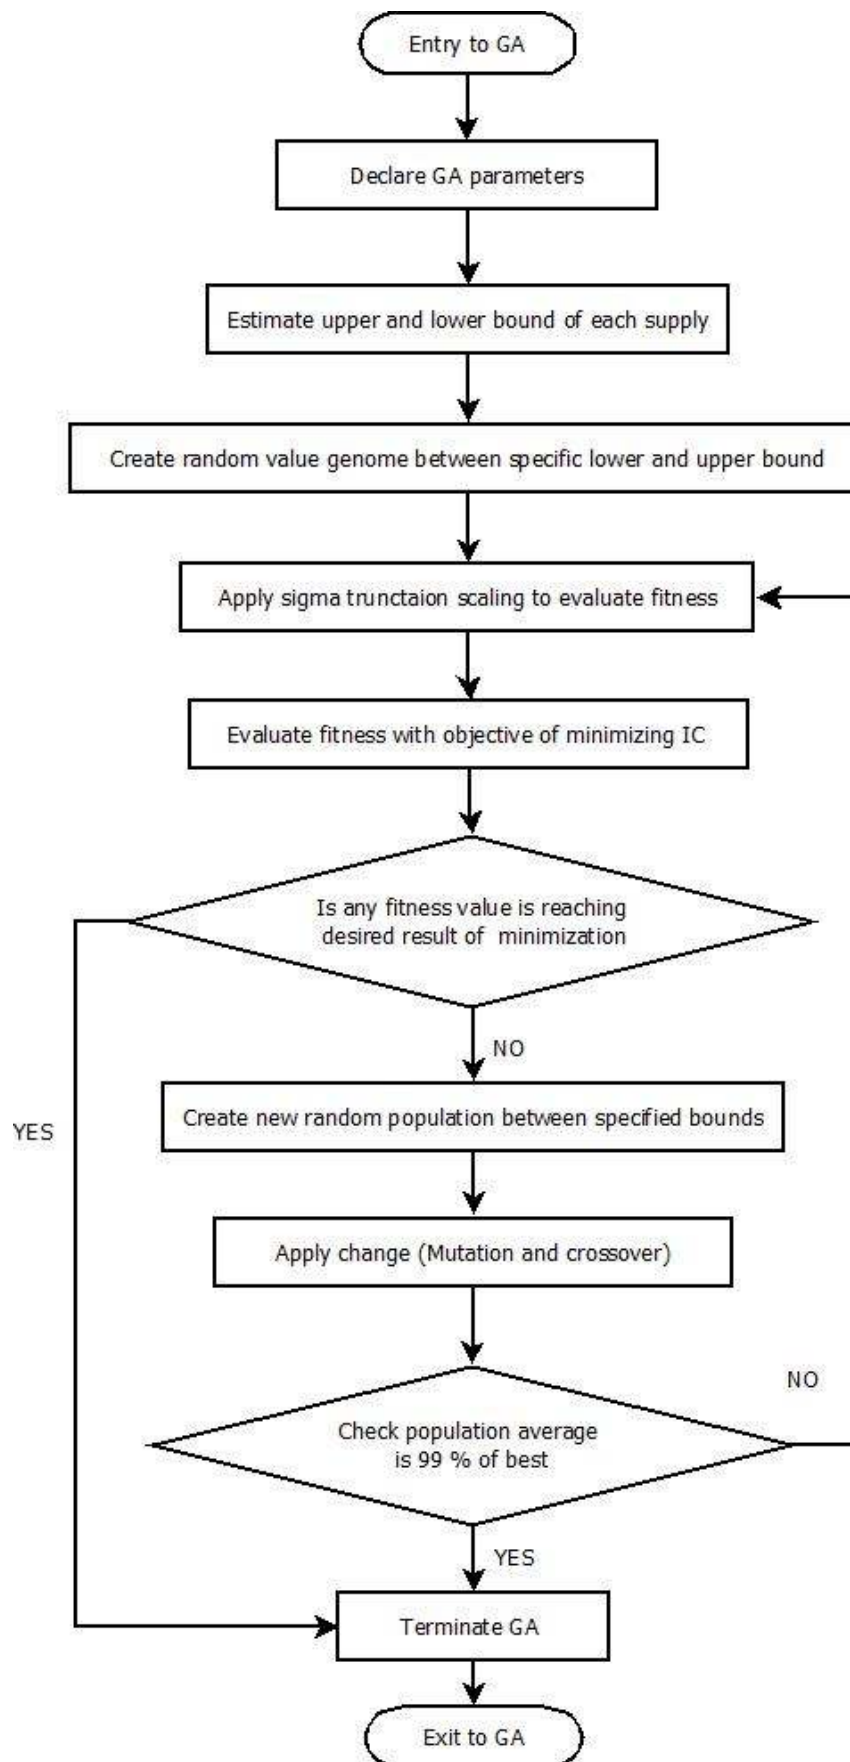 Entry to GA
Declare GA parameters
Estimate upper and lower bound of each supply
Create random value genome between specific lower and upper bound
Apply sigma trunctaion scaling to evaluate fitness
Evaluate fitness with objective of minimizing IC
Is any fitness value is reaching
desired result of minimization
NO
Create new random population between specified bounds
YES
Apply change (Mutation and crossover)
NO
Check population average
is 99 % of best
YES
Terminate GA
Exit to GA